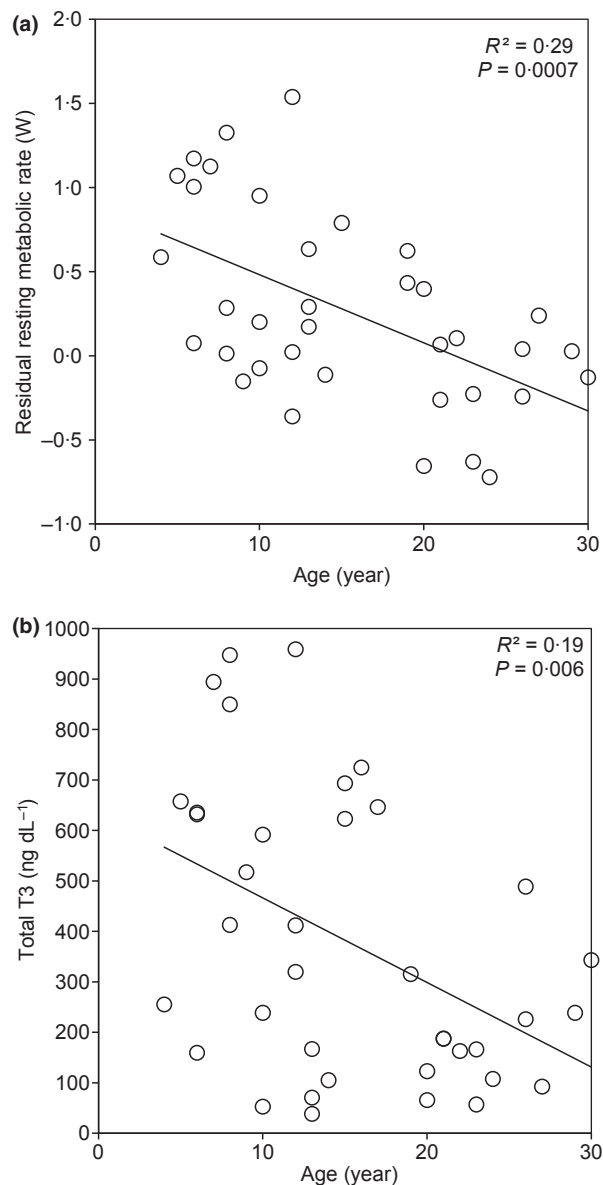 (a)
2·0
1·5
1·0
0·5
0·0
–0·5
–1·0
R² = 0·29
P = 0·0007
Residual resting metabolic rate (W)
0 10 20 30
Age (year)
(b)
1000
900
800
700
600
500
400
300
200
100
0
R² = 0·19
P = 0·006
Total T3 (ng dL⁻¹)
0 10 20 30
Age (year)